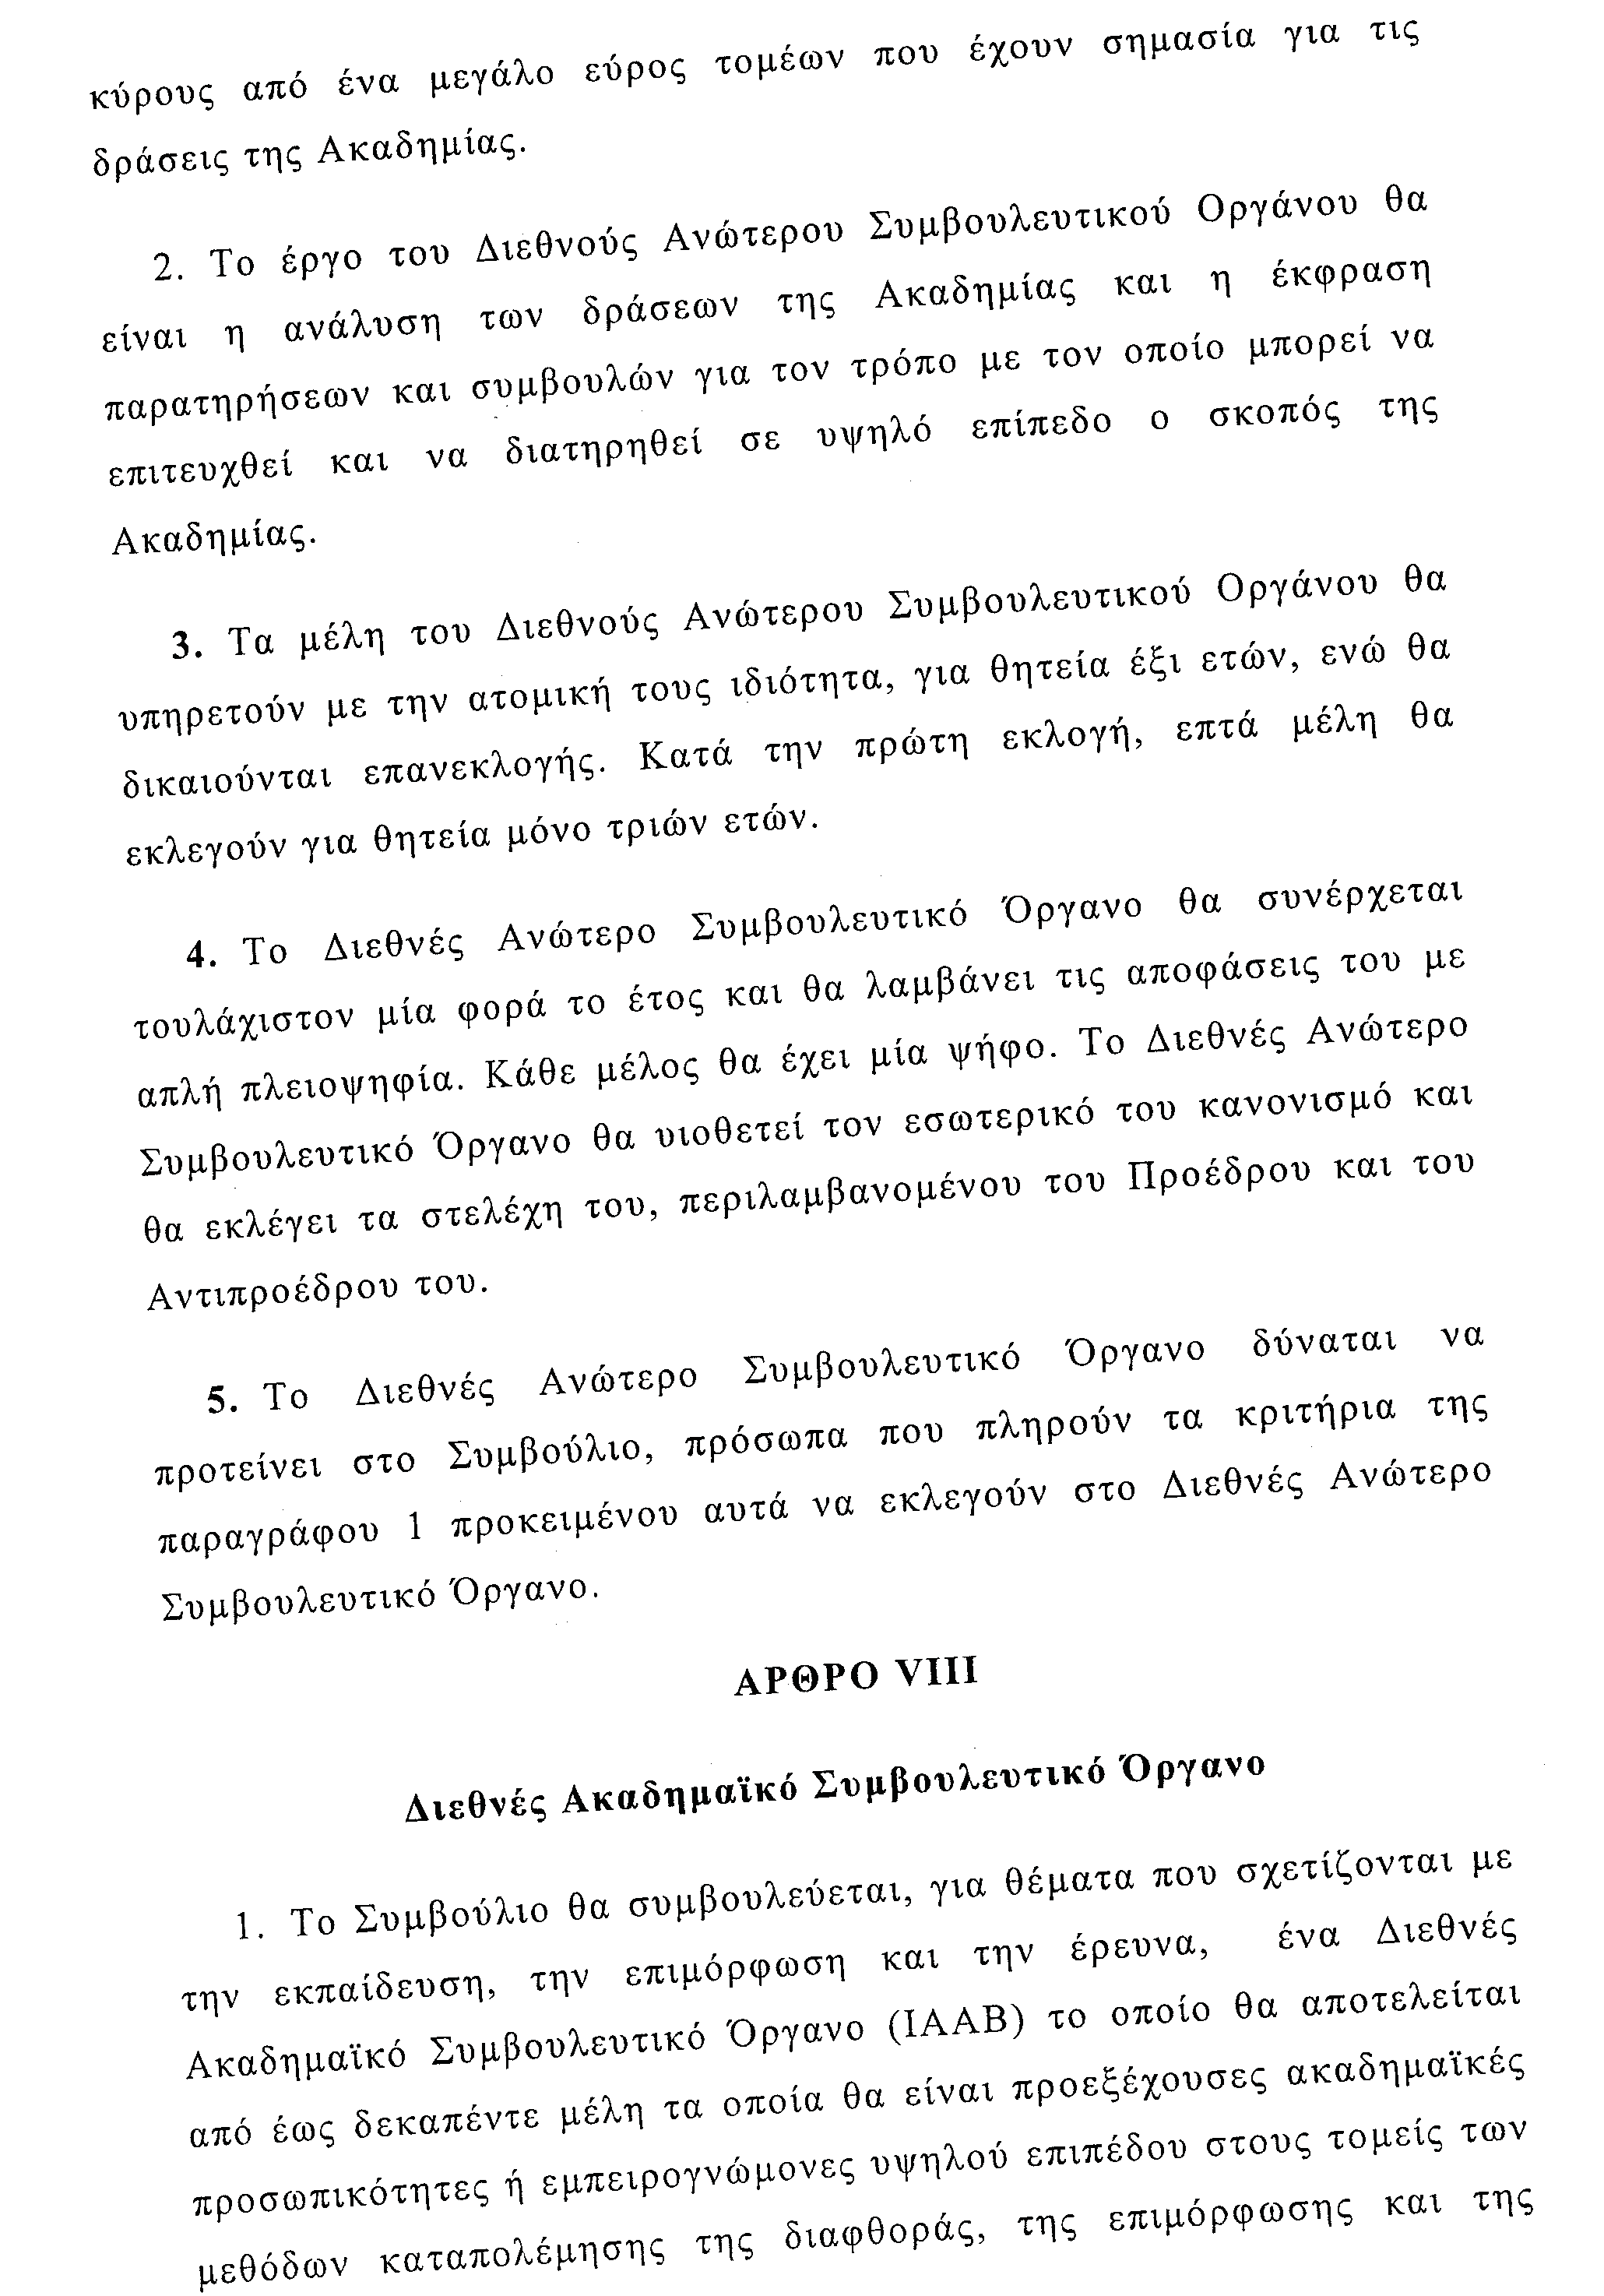 κύρους από ένα μεγάλο εύρος τομέων που έχουν σημασία για τις
δράσεις της Ακαδημίας.
2. Το έργο του Διεθνούς Ανώτερου Συμβουλευτικού Οργάνου θα
είναι η ανάλυση των δράσεων της Ακαδημίας και η έκφραση
παρατηρήσεων και συμβουλών για τον τρόπο με τον οποίο μπορεί να
επιτευχθεί και να διατηρηθεί σε υψηλό επίπεδο ο σκοπός της
Ακαδημίας.
3. Τα μέλη του Διεθνούς Ανώτερου Συμβουλευτικού Οργάνου θα
υπηρετούν με την ατομική τους ιδιότητα, για θητεία έξι ετών, ενώ θα
δικαιούνται επανεκλογής. Κατά την πρώτη εκλογή, επτά μέλη θα
εκλεγούν για θητεία μόνο τριών ετών.
4. Το Διεθνές Ανώτερο Συμβουλευτικό Όργανο θα συνέρχεται
τουλάχιστον μία φορά το έτος και θα λαμβάνει τις αποφάσεις του με
απλή πλειοψηφία. Κάθε μέλος θα έχει μία ψήφο. Το Διεθνές Ανώτερο
Συμβουλευτικό Όργανο θα υιοθετεί τον εσωτερικό του κανονισμό και
θα εκλέγει τα στελέχη του, περιλαμβανομένου του Προέδρου και του
Αντιπροέδρου του.
5. Το Διεθνές Ανώτερο Συμβουλευτικό Όργανο δύναται να
προτείνει στο Συμβούλιο, πρόσωπα που πληρούν τα κριτήρια της
παραγράφου 1 προκειμένου αυτά να εκλεγούν στο Διεθνές Ανώτερο
Συμβουλευτικό Όργανο.
ΑΡΘΡΟ VIII
Διεθνές Ακαδημαϊκό Συμβουλευτικό Όργανο
1. Το Συμβούλιο θα συμβουλεύεται, για θέματα που σχετίζονται με
την εκπαίδευση, την επιμόρφωση και την έρευνα, ένα Διεθνές
Ακαδημαϊκό Συμβουλευτικό Όργανο (IAAB) το οποίο θα αποτελείται
από έως δεκαπέντε μέλη τα οποία θα είναι προεξέχουσες ακαδημαϊκές
προσωπικότητες ή εμπειρογνώμονες υψηλού επιπέδου στους τομείς των
μεθόδων καταπολέμησης της διαφθοράς, της επιμόρφωσης και της